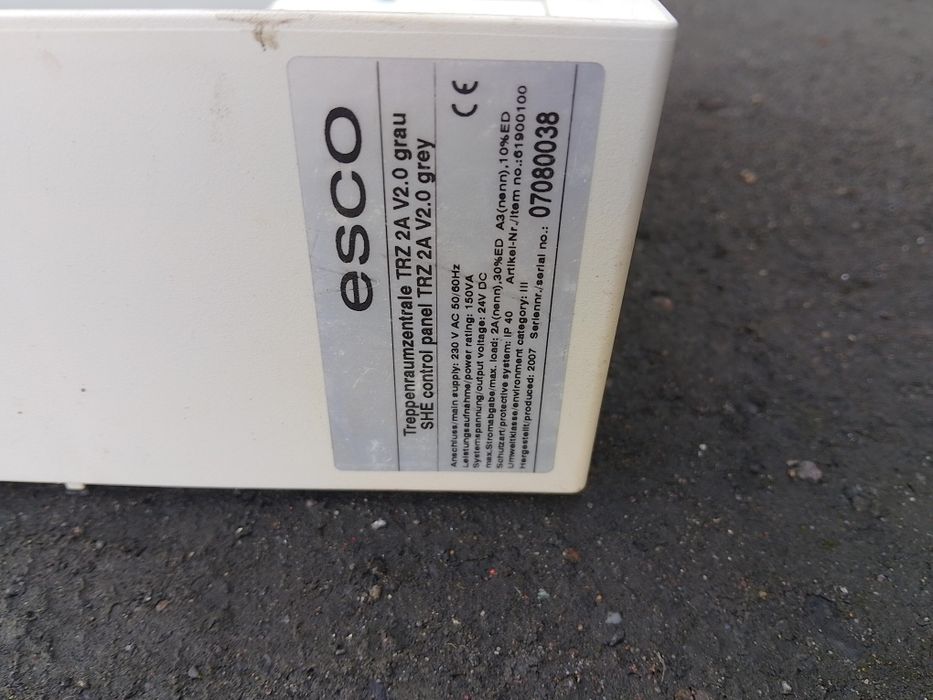 esco
Treppenraumzentrale TRZ 2A V2.0 grau
SHE control panel TRZ 2A V2.0 grey
CE
Anschluss/main supply: 230 V AC 50/60Hz
Leistungsaufnahme/power rating: 150VA
Systemspannung/output voltage: 24V DC
max.Stromabgabe/max. load: 2A(nenn),30%ED A3(nenn),10%ED
Schutzart/protective system: IP 40 Artikel-Nr./item no.:61900100
Umweltklasse/environment category: III
Hergestellt/produced: 2007 Seriennr./serial no.: 07080038